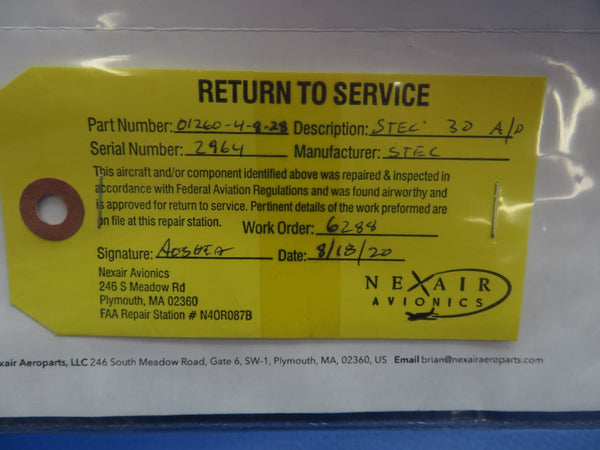 RETURN TO SERVICE
Part Number: 01260-4-8-28 Description: STEC 30 A/P
Serial Number: 2964 Manufacturer: STEC
This aircraft and/or component identified above was repaired & inspected in
accordance with Federal Aviation Regulations and was found airworthy and
is approved for return to service. Pertinent details of the work preformed are
on file at this repair station. Work Order: 6288
Signature: Date: 8/18/20
Nexair Avionics
246 S Meadow Rd
Plymouth, MA 02360
FAA Repair Station # N4OR087B
NEXAIR
AVIONICS
xair Aeroparts, LLC 246 South Meadow Road, Gate 6, SW-1, Plymouth, MA, 02360, US Email brian@nexairaeroparts.com